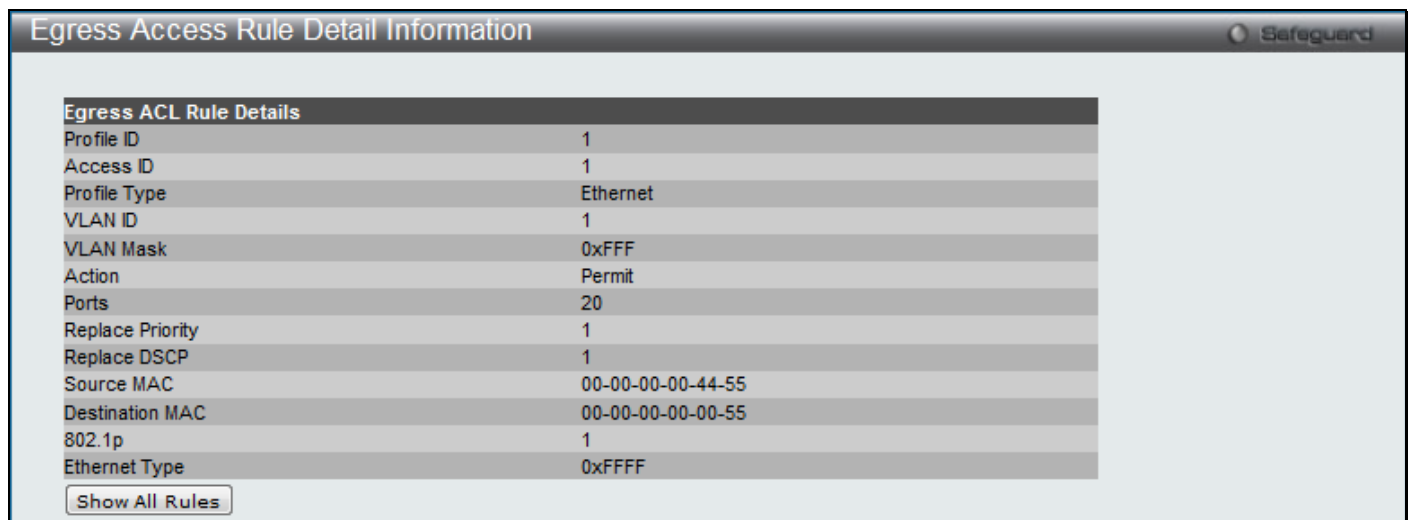 Egress Access Rule Detail Information
Safeguard
Egress ACL Rule Details
Profile ID 1
Access ID 1
Profile Type Ethernet
VLAN ID 1
VLAN Mask 0xFFF
Action Permit
Ports 20
Replace Priority 1
Replace DSCP 1
Source MAC 00-00-00-00-44-55
Destination MAC 00-00-00-00-00-55
802.1p 1
Ethernet Type 0xFFFF
Show All Rules